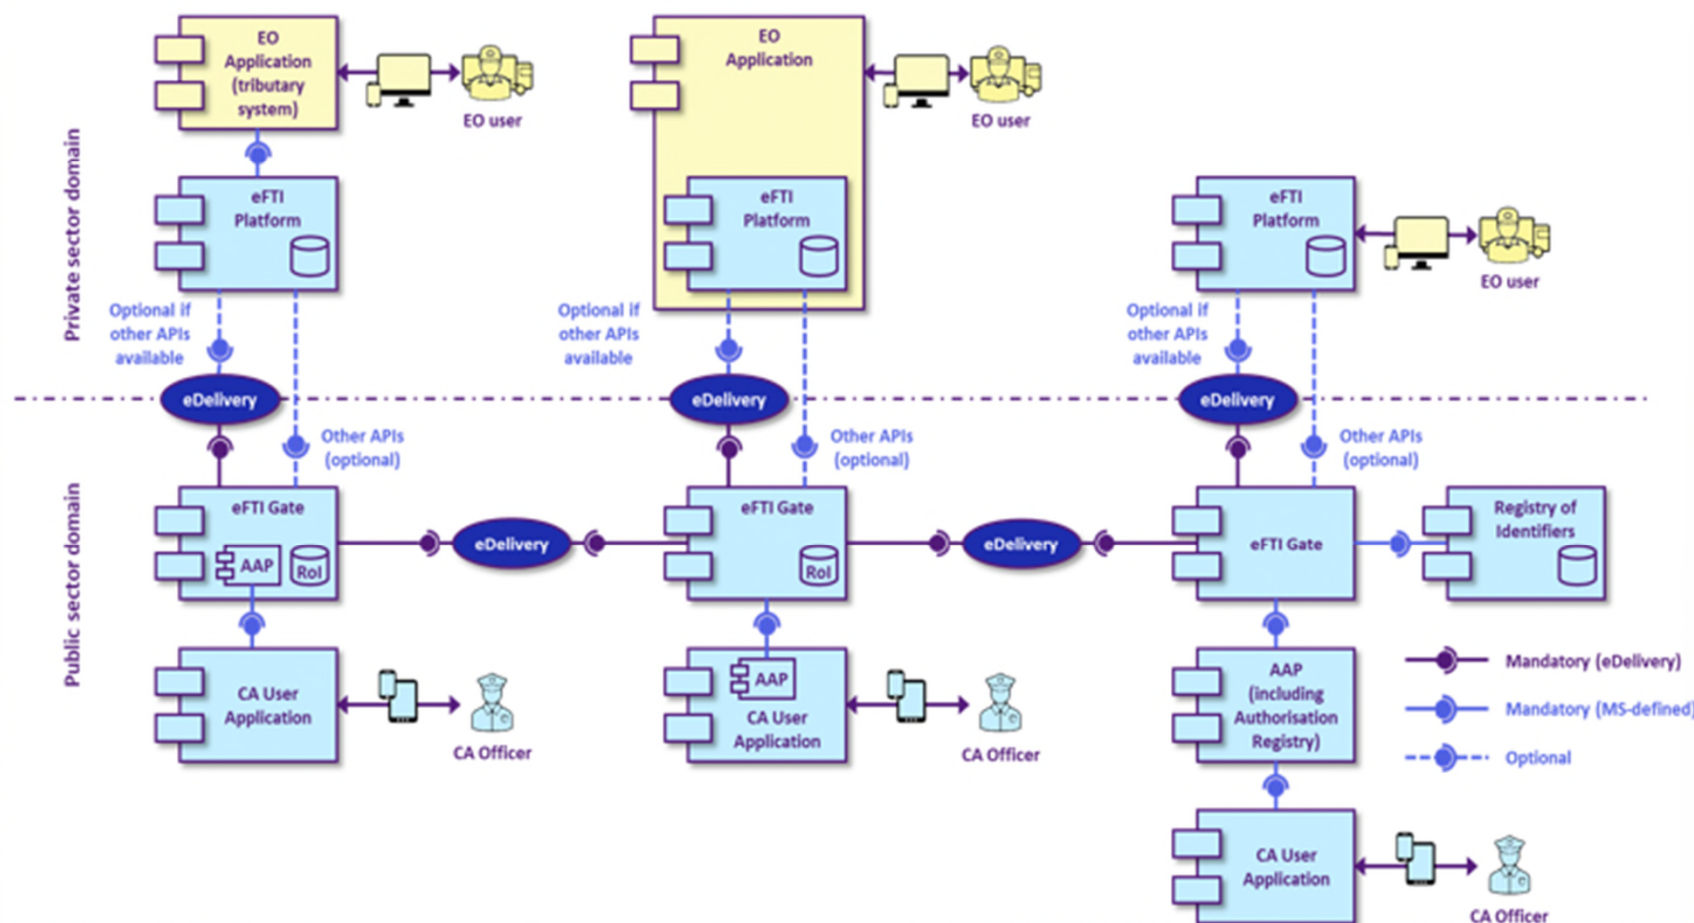 EO
Application
(tributary
system)
EO user
EO
Application
EO user
Private sector domain
eFTI
Platform
eFTI
Platform
eFTI
Platform
EO user
Optional if
other APIs
available
Optional if
other APIs
available
Optional if
other APIs
available
eDelivery
eDelivery
eDelivery
Other APIs
(optional)
Other APIs
(optional)
Other APIs
(optional)
Public sector domain
eFTI Gate
AAP
RoI
eDelivery
eFTI Gate
RoI
eDelivery
eFTI Gate
Registry of
Identifiers
CA User
Application
CA Officer
AAP
CA User
Application
CA Officer
AAP
(including
Authorisation
Registry)
Mandatory (eDelivery)
Mandatory (MS-defined)
Optional
CA User
Application
CA Officer